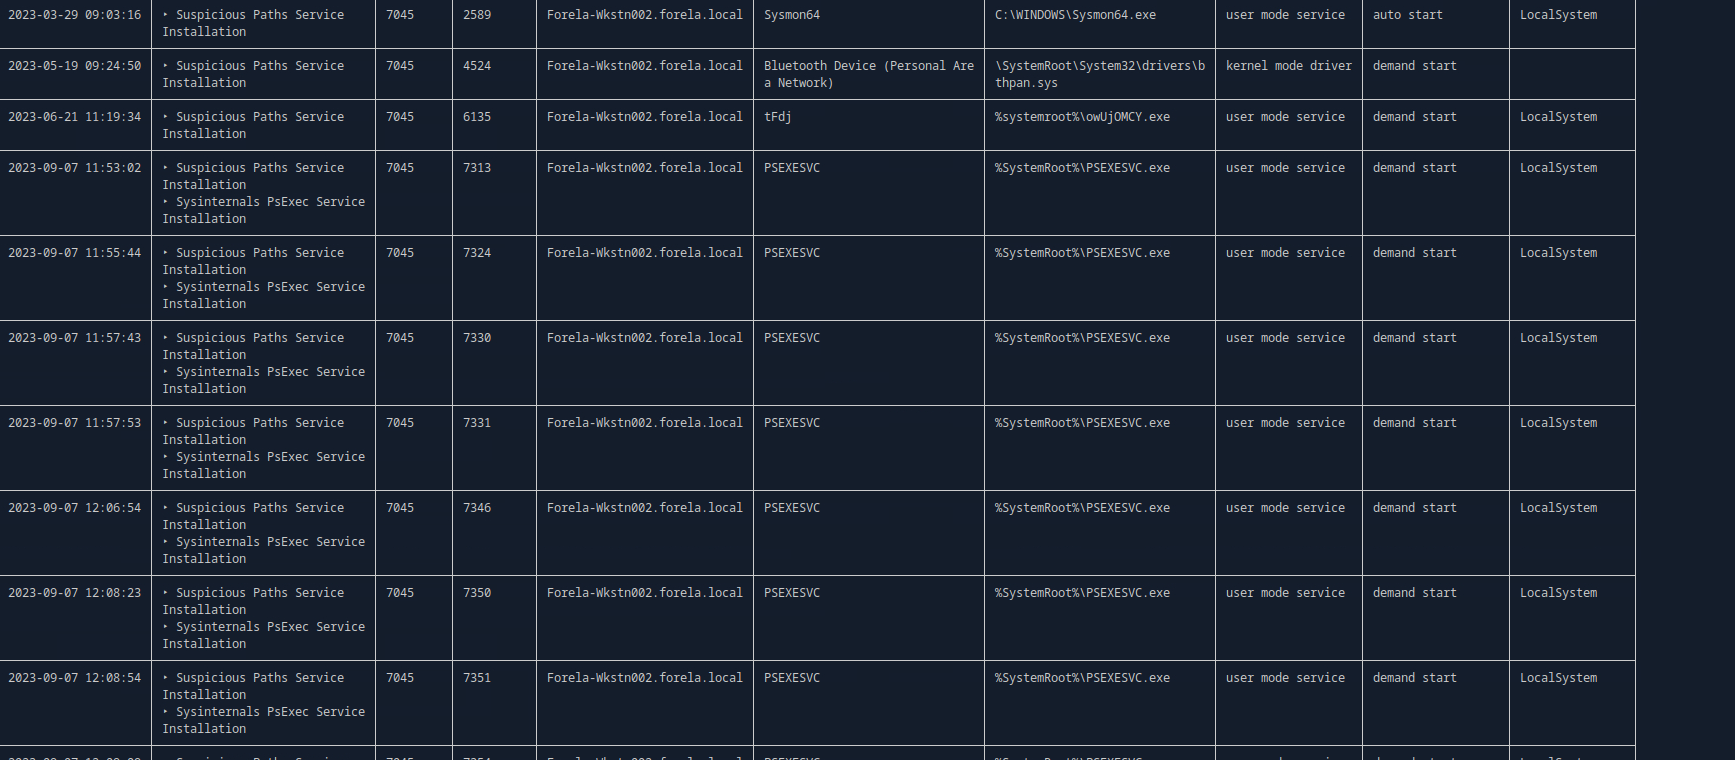 2023-03-29 09:03:16 ‣ Suspicious Paths Service 7045 2589 Forela-Wkstn002.forela.local Sysmon64 C:\WINDOWS\Sysmon64.exe user mode service auto start LocalSystem
Installation
2023-05-19 09:24:50 ‣ Suspicious Paths Service 7045 4524 Forela-Wkstn002.forela.local Bluetooth Device (Personal Are \SystemRoot\System32\drivers\b kernel mode driver demand start
Installation a Network) thpan.sys
2023-06-21 11:19:34 ‣ Suspicious Paths Service 7045 6135 Forela-Wkstn002.forela.local tFdj %systemroot%\owUjOMCY.exe user mode service demand start LocalSystem
Installation
2023-09-07 11:53:02 ‣ Suspicious Paths Service 7045 7313 Forela-Wkstn002.forela.local PSEXESVC %SystemRoot%\PSEXESVC.exe user mode service demand start LocalSystem
Installation
‣ Sysinternals PsExec Service
Installation
2023-09-07 11:55:44 ‣ Suspicious Paths Service 7045 7324 Forela-Wkstn002.forela.local PSEXESVC %SystemRoot%\PSEXESVC.exe user mode service demand start LocalSystem
Installation
‣ Sysinternals PsExec Service
Installation
2023-09-07 11:57:43 ‣ Suspicious Paths Service 7045 7330 Forela-Wkstn002.forela.local PSEXESVC %SystemRoot%\PSEXESVC.exe user mode service demand start LocalSystem
Installation
‣ Sysinternals PsExec Service
Installation
2023-09-07 11:57:53 ‣ Suspicious Paths Service 7045 7331 Forela-Wkstn002.forela.local PSEXESVC %SystemRoot%\PSEXESVC.exe user mode service demand start LocalSystem
Installation
‣ Sysinternals PsExec Service
Installation
2023-09-07 12:06:54 ‣ Suspicious Paths Service 7045 7346 Forela-Wkstn002.forela.local PSEXESVC %SystemRoot%\PSEXESVC.exe user mode service demand start LocalSystem
Installation
‣ Sysinternals PsExec Service
Installation
2023-09-07 12:08:23 ‣ Suspicious Paths Service 7045 7350 Forela-Wkstn002.forela.local PSEXESVC %SystemRoot%\PSEXESVC.exe user mode service demand start LocalSystem
Installation
‣ Sysinternals PsExec Service
Installation
2023-09-07 12:08:54 ‣ Suspicious Paths Service 7045 7351 Forela-Wkstn002.forela.local PSEXESVC %SystemRoot%\PSEXESVC.exe user mode service demand start LocalSystem
Installation
‣ Sysinternals PsExec Service
Installation